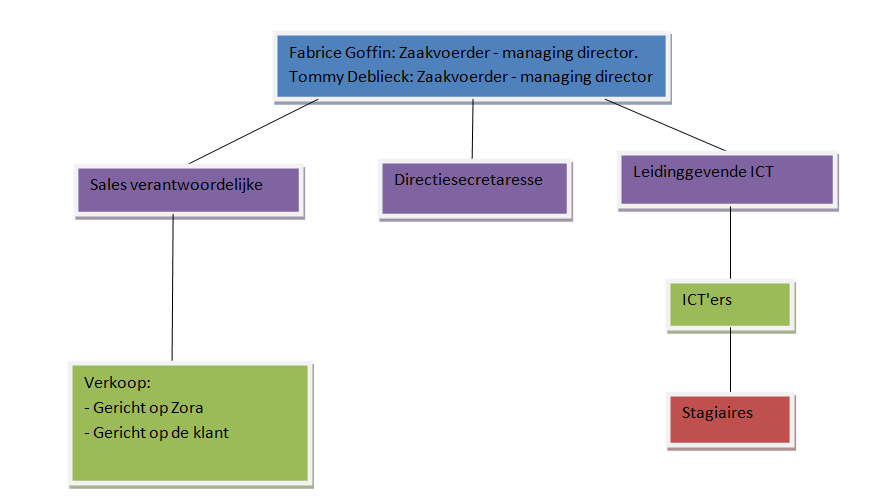 Fabrice Goffin: Zaakvoerder - managing director.
Tommy Deblieck: Zaakvoerder - managing director
Sales verantwoordelijke
Directiesecretaresse
Leidinggevende ICT
ICT'ers
Verkoop:
- Gericht op Zora
- Gericht op de klant
Stagiaires